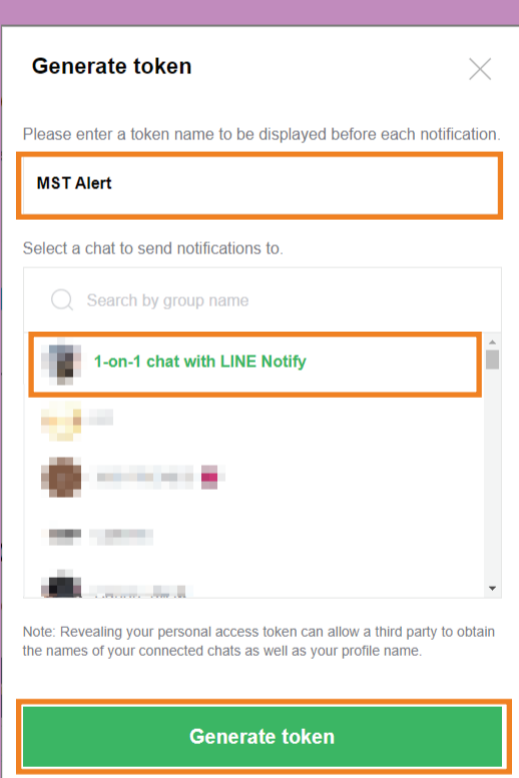 Generate token
Please enter a token name to be displayed before each notification.
MST Alert
Select a chat to send notifications to.
Search by group name
1-on-1 chat with LINE Notify
Note: Revealing your personal access token can allow a third party to obtain
the names of your connected chats as well as your profile name.
Generate token